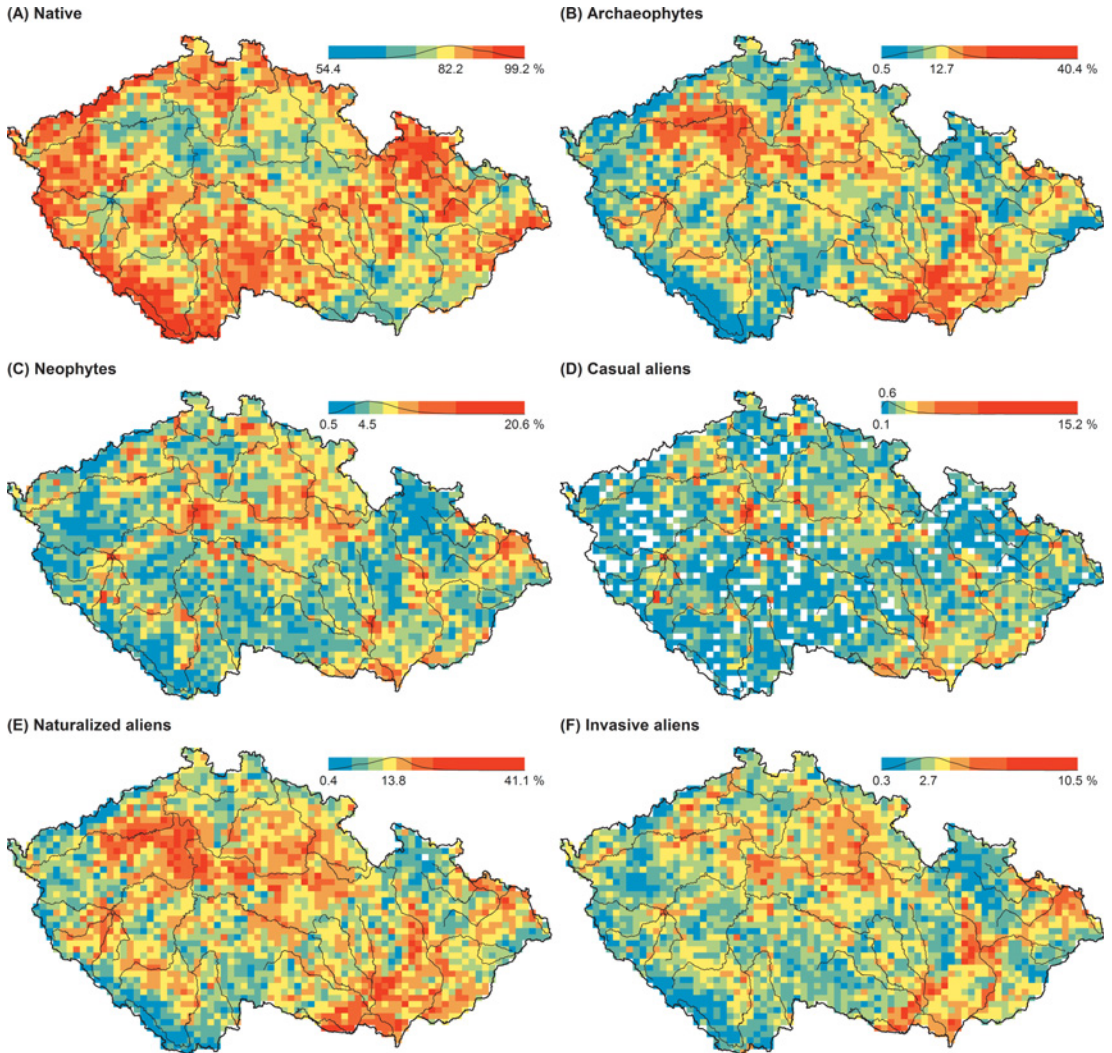 (A) Native
54.4 82.2 99.2 %
(B) Archaeophytes
0.5 12.7 40.4 %
(C) Neophytes
0.5 4.5 20.6 %
(D) Casual aliens
0.6
0.1 15.2 %
(E) Naturalized aliens
0.4 13.8 41.1 %
(F) Invasive aliens
0.3 2.7 10.5 %